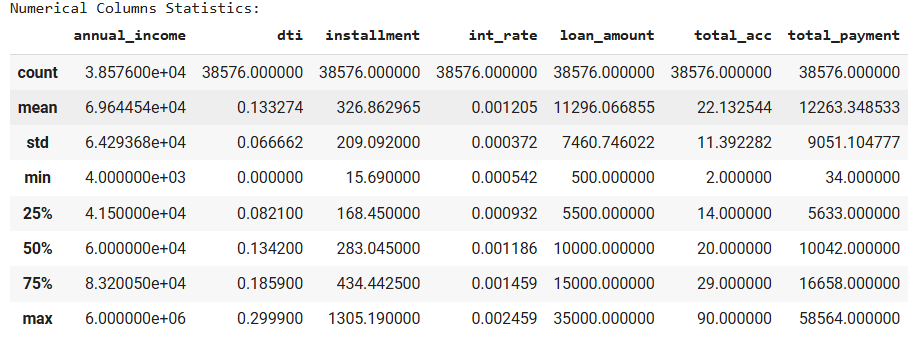 Numerical Columns Statistics:
annual_income dti installment int_rate loan_amount total_acc total_payment
count 3.857600e+04 38576.000000 38576.000000 38576.000000 38576.000000 38576.000000 38576.000000
mean 6.964454e+04 0.133274 326.862965 0.001205 11296.066855 22.132544 12263.348533
std 6.429368e+04 0.066662 209.092000 0.000372 7460.746022 11.392282 9051.104777
min 4.000000e+03 0.000000 15.690000 0.000542 500.000000 2.000000 34.000000
25% 4.150000e+04 0.082100 168.450000 0.000932 5500.000000 14.000000 5633.000000
50% 6.000000e+04 0.134200 283.045000 0.001186 10000.000000 20.000000 10042.000000
75% 8.320050e+04 0.185900 434.442500 0.001459 15000.000000 29.000000 16658.000000
max 6.000000e+06 0.299900 1305.190000 0.002459 35000.000000 90.000000 58564.000000